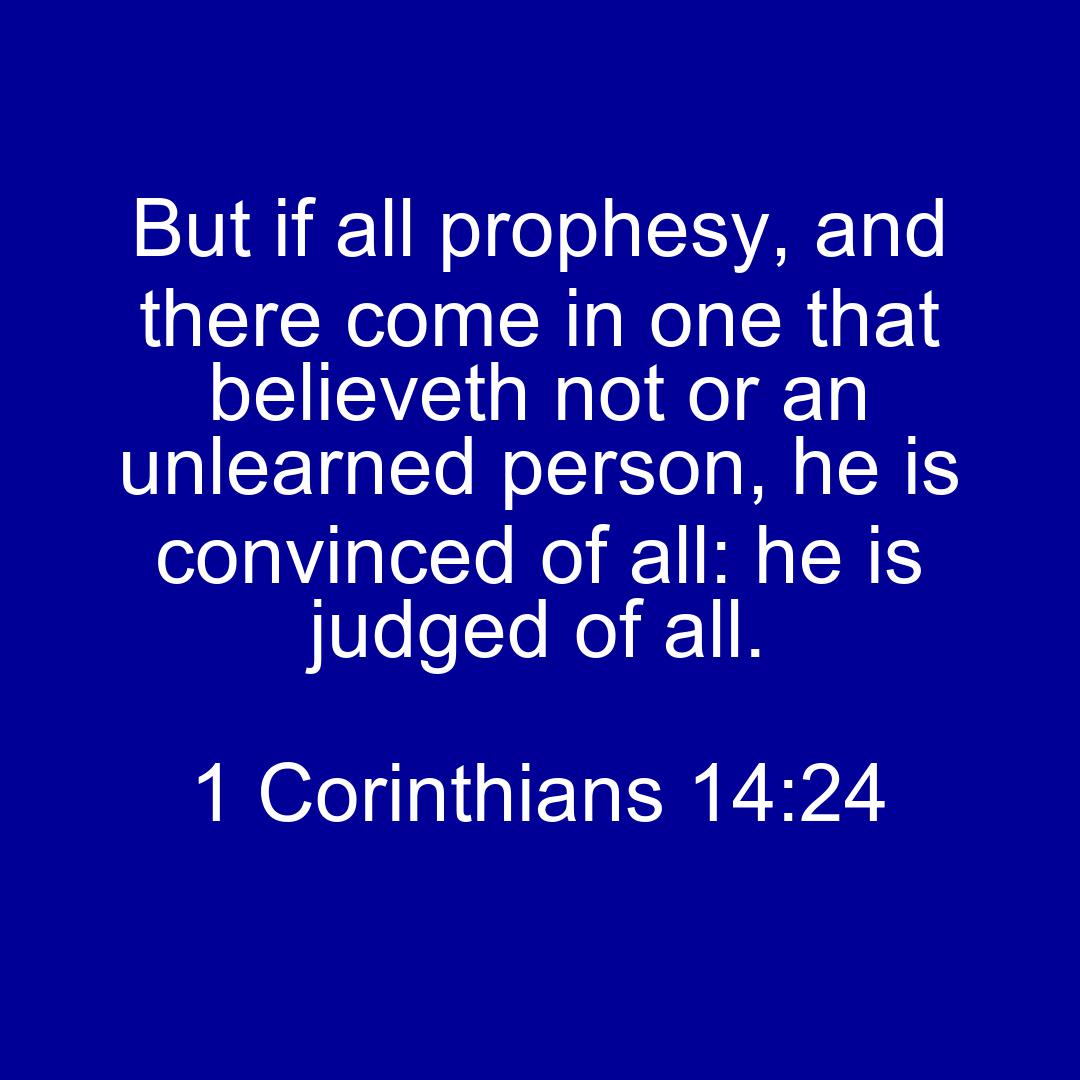 But if all prophesy, and
there come in one that
believeth not or an
unlearned person, he is
convinced of all: he is
judged of all.
1 Corinthians 14:24